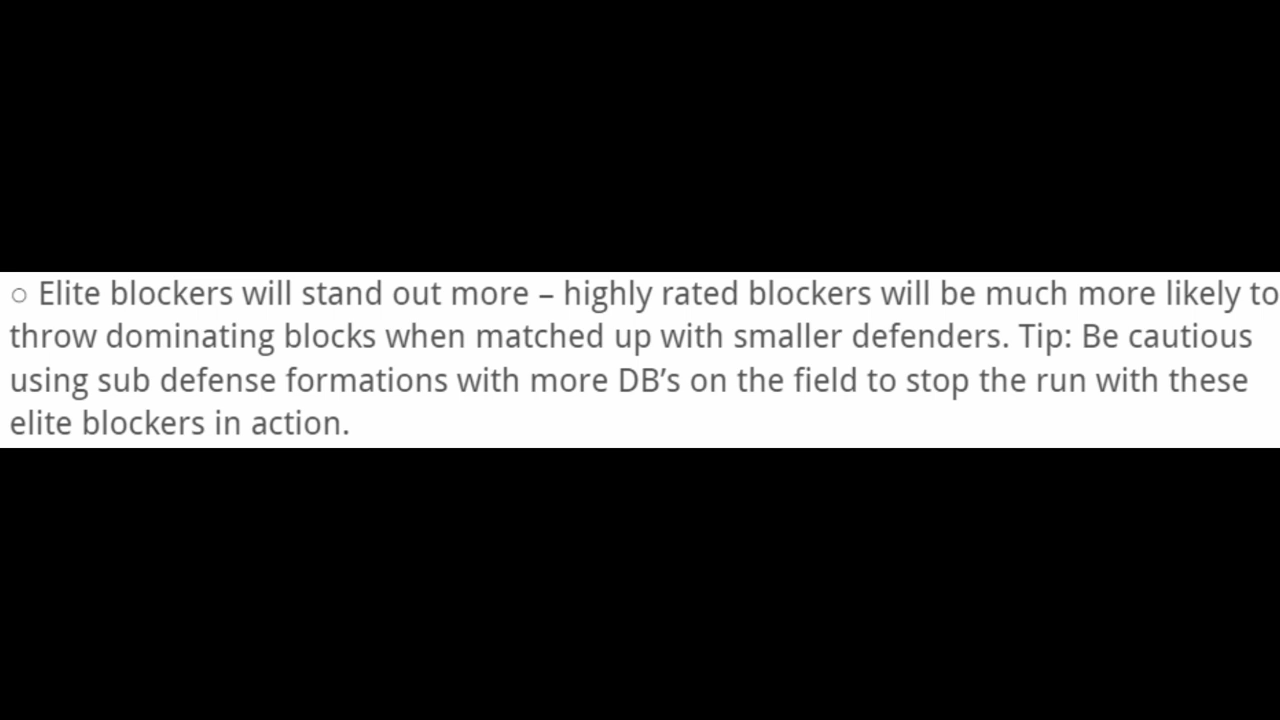 ○ Elite blockers will stand out more – highly rated blockers will be much more likely to
throw dominating blocks when matched up with smaller defenders. Tip: Be cautious
using sub defense formations with more DB’s on the field to stop the run with these
elite blockers in action.